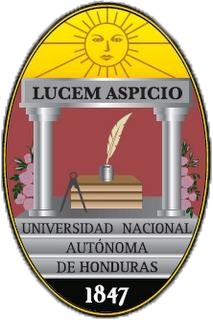 LUCEM ASPICIO
UNIVERSIDAD NACIONAL
AUTÓNOMA
DE HONDURAS
1847